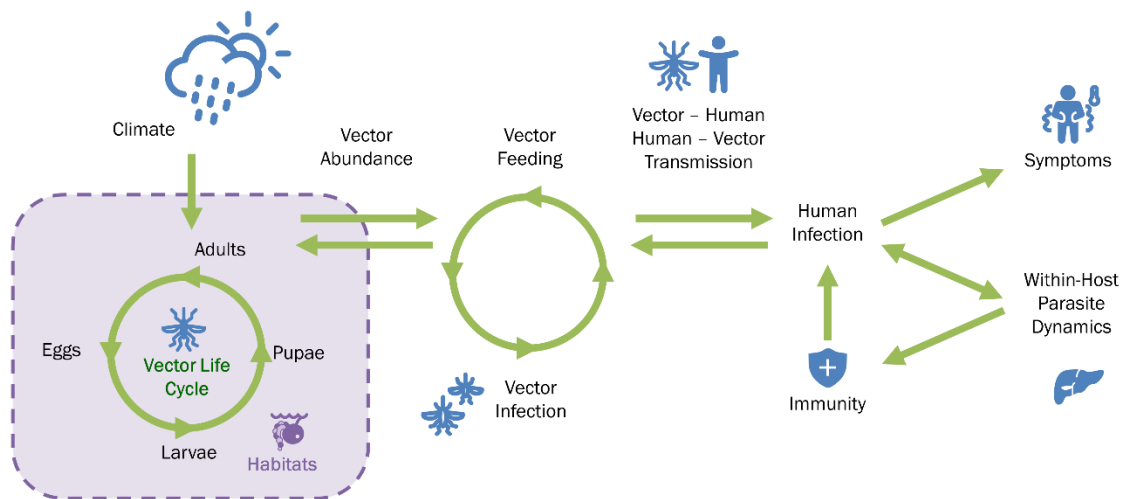 Climate
Vector
Abundance
Vector
Feeding
Vector – Human
Human – Vector
Transmission
Symptoms
Adults
Eggs
Vector Life
Cycle
Pupae
Larvae
Habitats
Vector
Infection
Human
Infection
Immunity
Within-Host
Parasite
Dynamics